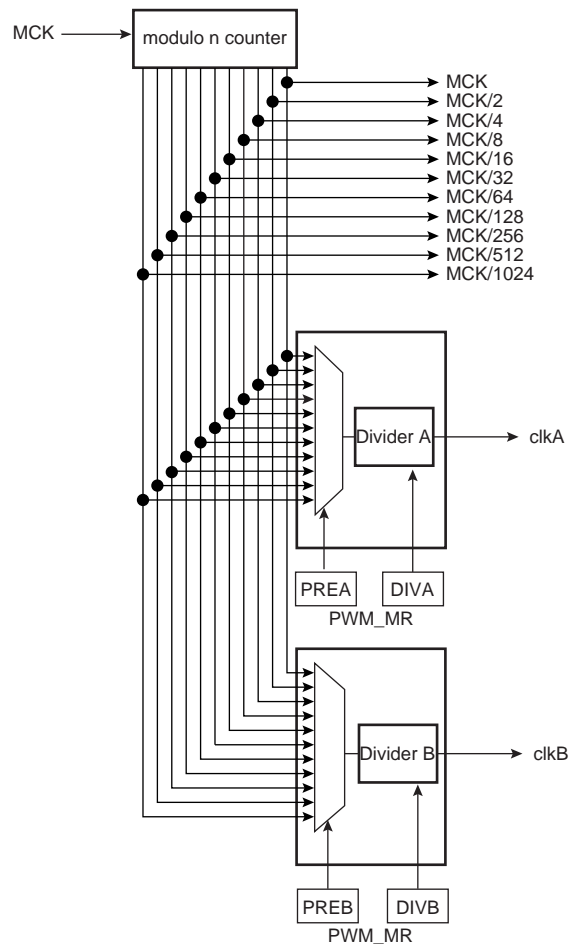 MCK
modulo n counter
MCK
MCK/2
MCK/4
MCK/8
MCK/16
MCK/32
MCK/64
MCK/128
MCK/256
MCK/512
MCK/1024
Divider A
clkA
PREA
DIVA
PWM_MR
Divider B
clkB
PREB
DIVB
PWM_MR